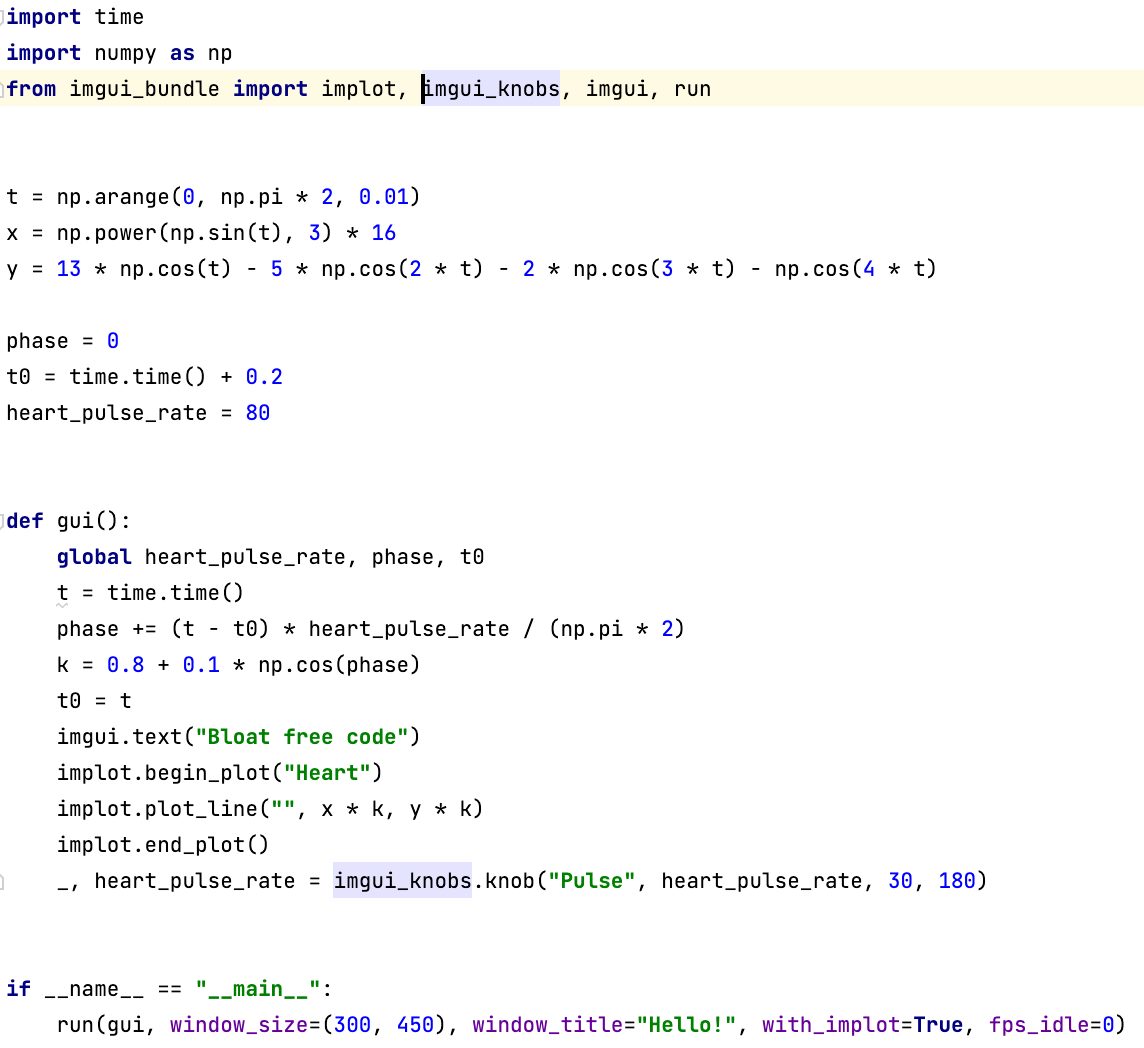 import time
import numpy as np
from imgui_bundle import implot, imgui_knobs, imgui, run
t = np.arange(0, np.pi * 2, 0.01)
x = np.power(np.sin(t), 3) * 16
y = 13 * np.cos(t) - 5 * np.cos(2 * t) - 2 * np.cos(3 * t) - np.cos(4 * t)
phase = 0
t0 = time.time() + 0.2
heart_pulse_rate = 80
def gui():
    global heart_pulse_rate, phase, t0
    t = time.time()
    phase += (t - t0) * heart_pulse_rate / (np.pi * 2)
    k = 0.8 + 0.1 * np.cos(phase)
    t0 = t
    imgui.text("Bloat free code")
    implot.begin_plot("Heart")
    implot.plot_line("", x * k, y * k)
    implot.end_plot()
    _, heart_pulse_rate = imgui_knobs.knob("Pulse", heart_pulse_rate, 30, 180)
if __name__ == "__main__":
    run(gui, window_size=(300, 450), window_title="Hello!", with_implot=True, fps_idle=0)